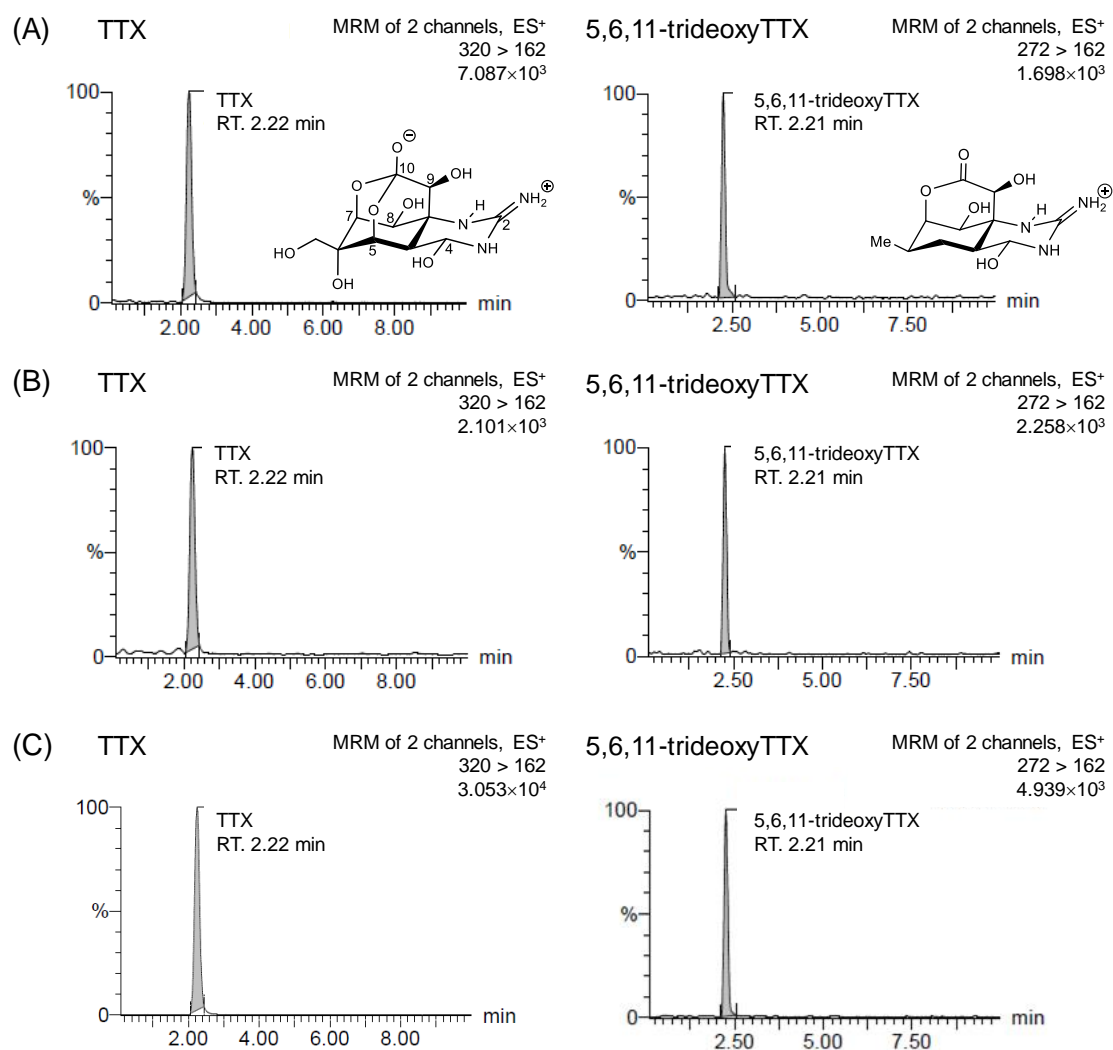 (A) TTX
MRM of 2 channels, ES⁺
320 > 162
7.087×10³
100
%
0
TTX
RT. 2.22 min
O⊖
10
9
OH
O
O
OH
7
8
5
N H
2
NH₂⊕
NH
4
HO
HO
OH
2.00 4.00 6.00 8.00 min
5,6,11-trideoxyTTX
MRM of 2 channels, ES⁺
272 > 162
1.698×10³
100
%
0
5,6,11-trideoxyTTX
RT. 2.21 min
O
O
OH
OH
N H
NH₂⊕
NH
Me
HO
2.50 5.00 7.50 min
(B) TTX
MRM of 2 channels, ES⁺
320 > 162
2.101×10³
100
%
0
TTX
RT. 2.22 min
2.00 4.00 6.00 8.00 min
5,6,11-trideoxyTTX
MRM of 2 channels, ES⁺
272 > 162
2.258×10³
100
%
0
5,6,11-trideoxyTTX
RT. 2.21 min
2.50 5.00 7.50 min
(C) TTX
MRM of 2 channels, ES⁺
320 > 162
3.053×10⁴
100
%
0
TTX
RT. 2.22 min
2.00 4.00 6.00 8.00 min
5,6,11-trideoxyTTX
MRM of 2 channels, ES⁺
272 > 162
4.939×10³
100
%
0
5,6,11-trideoxyTTX
RT. 2.21 min
2.50 5.00 7.50 min